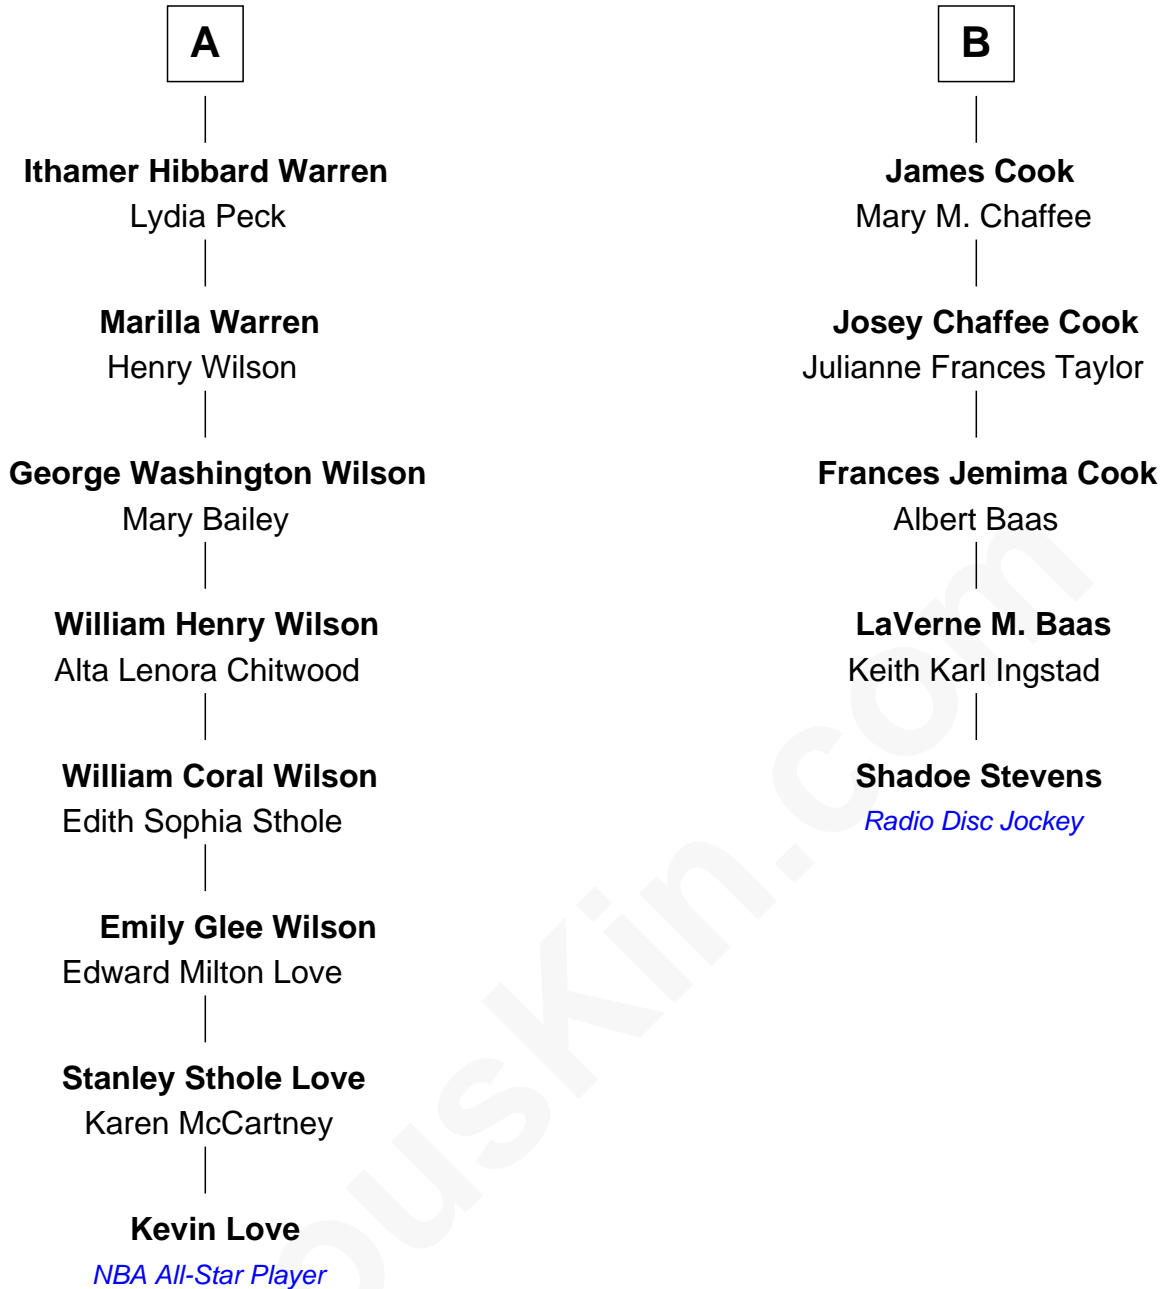 A
Ithamer Hibbard Warren
Lydia Peck
Marilla Warren
Henry Wilson
George Washington Wilson
Mary Bailey
William Henry Wilson
Alta Lenora Chitwood
William Coral Wilson
Edith Sophia Sthole
Emily Glee Wilson
Edward Milton Love
Stanley Sthole Love
Karen McCartney
Kevin Love
NBA All-Star Player
B
James Cook
Mary M. Chaffee
Josey Chaffee Cook
Julianne Frances Taylor
Frances Jemima Cook
Albert Baas
LaVerne M. Baas
Keith Karl Ingstad
Shadoe Stevens
Radio Disc Jockey
ousKin.com